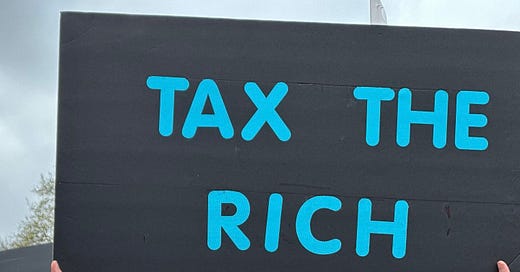 TAX THE
RICH